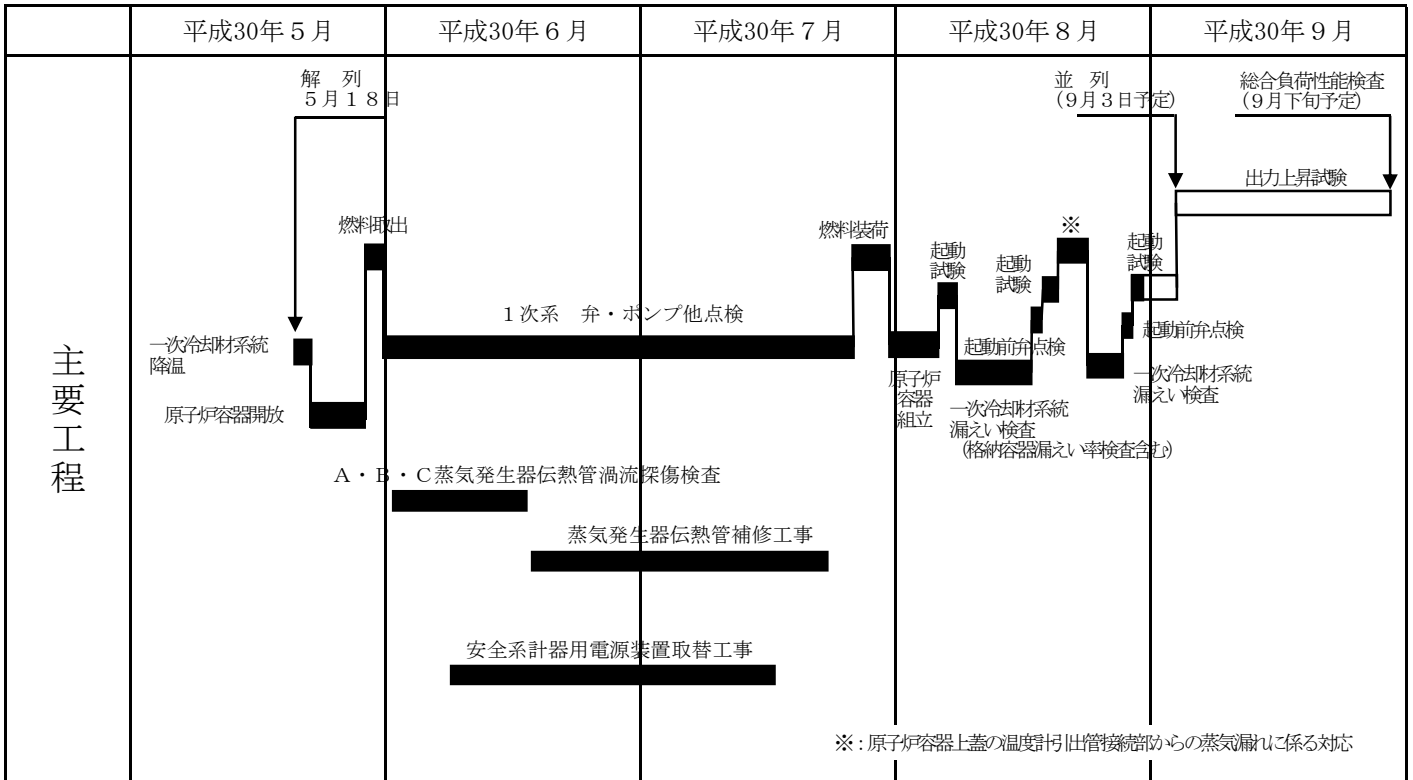 平成30年５月
平成30年６月
平成30年７月
平成30年８月
平成30年９月
主要工程
解　列
５月１８日
並　列
（９月３日予定）
総合負荷性能検査
（９月下旬予定）
出力上昇試験
燃料取出
燃料装荷
※
起動
試験
起動
試験
起動
試験
１次系　弁・ポンプ他点検
一次冷却材系統
降温
起動前弁点検
起動前弁点検
原子炉容器開放
原子炉
容器
組立
一次冷却材系統
漏えい検査
（格納容器漏えい率検査含む）
一次冷却材系統
漏えい検査
Ａ・Ｂ・Ｃ蒸気発生器伝熱管渦流探傷検査
蒸気発生器伝熱管補修工事
安全系計器用電源装置取替工事
※：原子炉容器上蓋の温度計引出管接続部からの蒸気漏れに係る対応